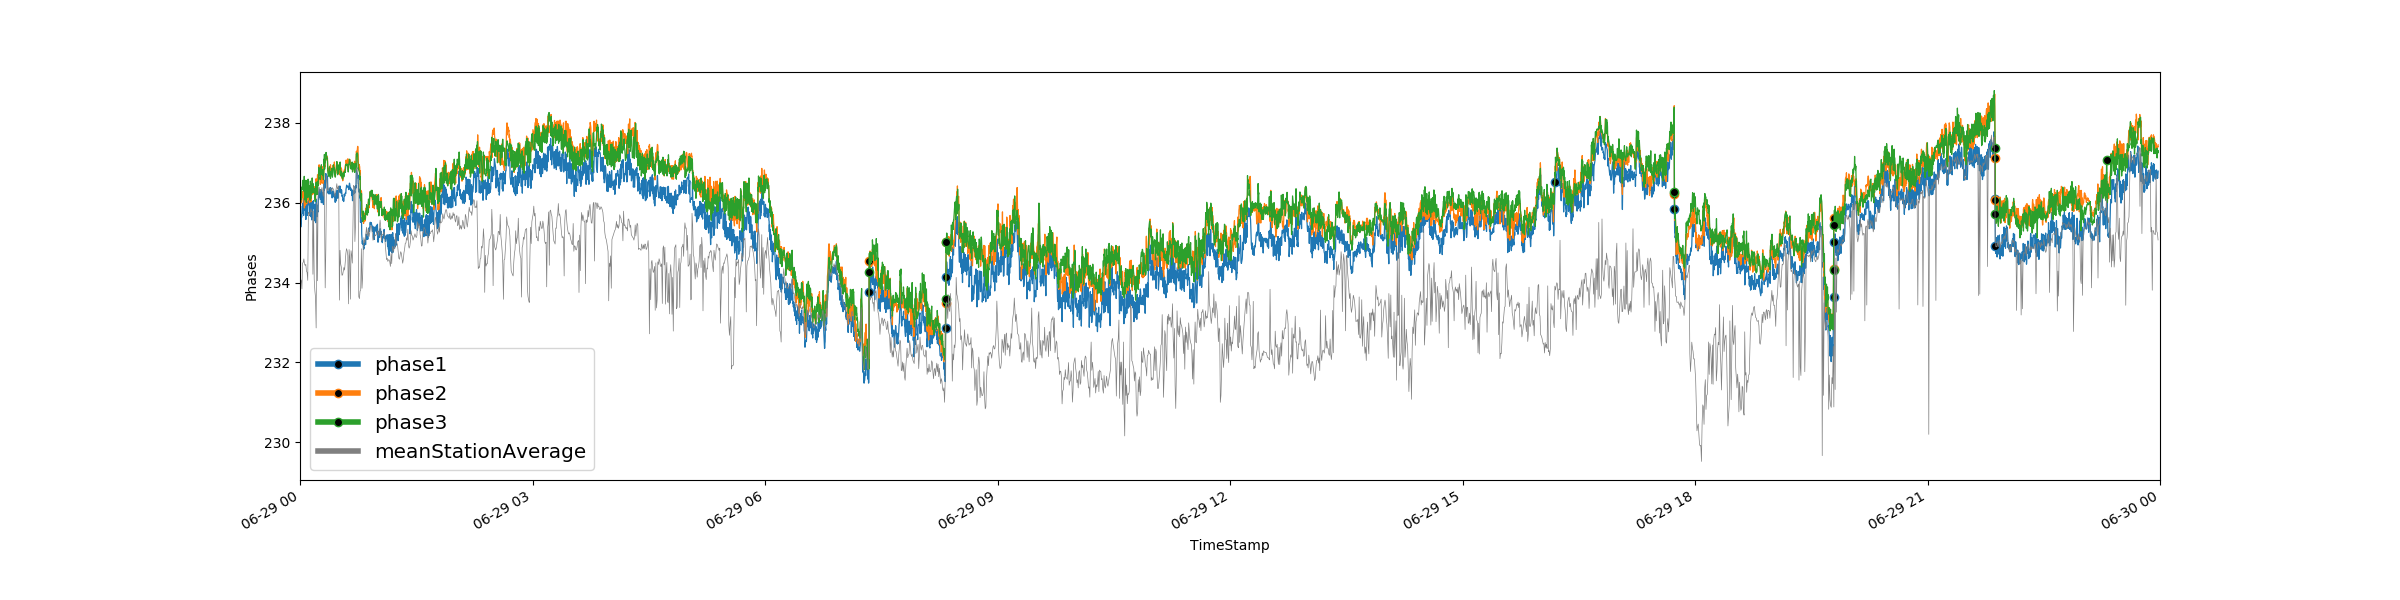 238
236
234
232
230
Phases
phase1
phase2
phase3
meanStationAverage
06-29 00
06-29 03
06-29 06
06-29 09
06-29 12
06-29 15
06-29 18
06-29 21
06-30 00
TimeStamp